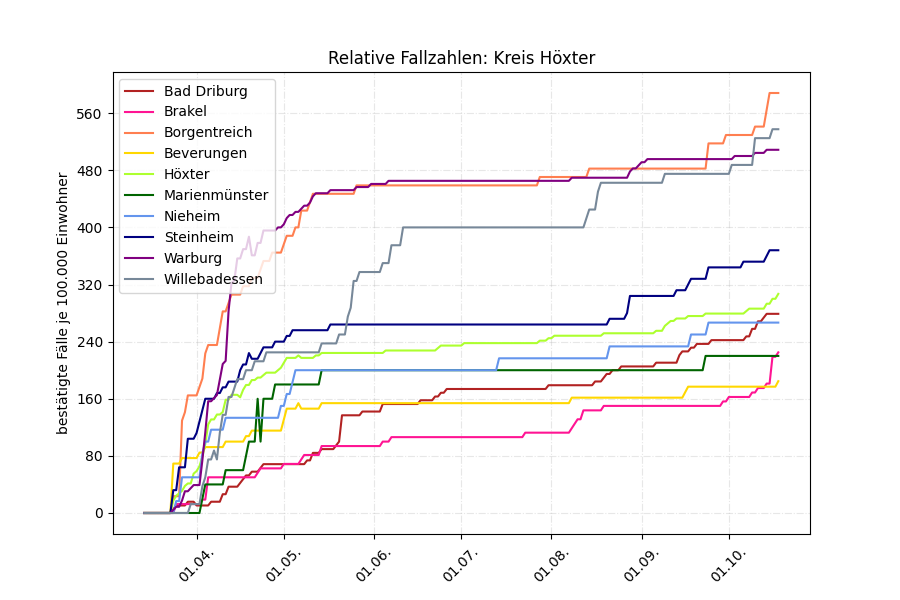 Relative Fallzahlen: Kreis Höxter
bestätigte Fälle je 100.000 Einwohner
560
480
400
320
240
160
80
0
Bad Driburg
Brakel
Borgentreich
Beverungen
Höxter
Marienmünster
Nieheim
Steinheim
Warburg
Willebadessen
01.04.
01.05.
01.06.
01.07.
01.08.
01.09.
01.10.